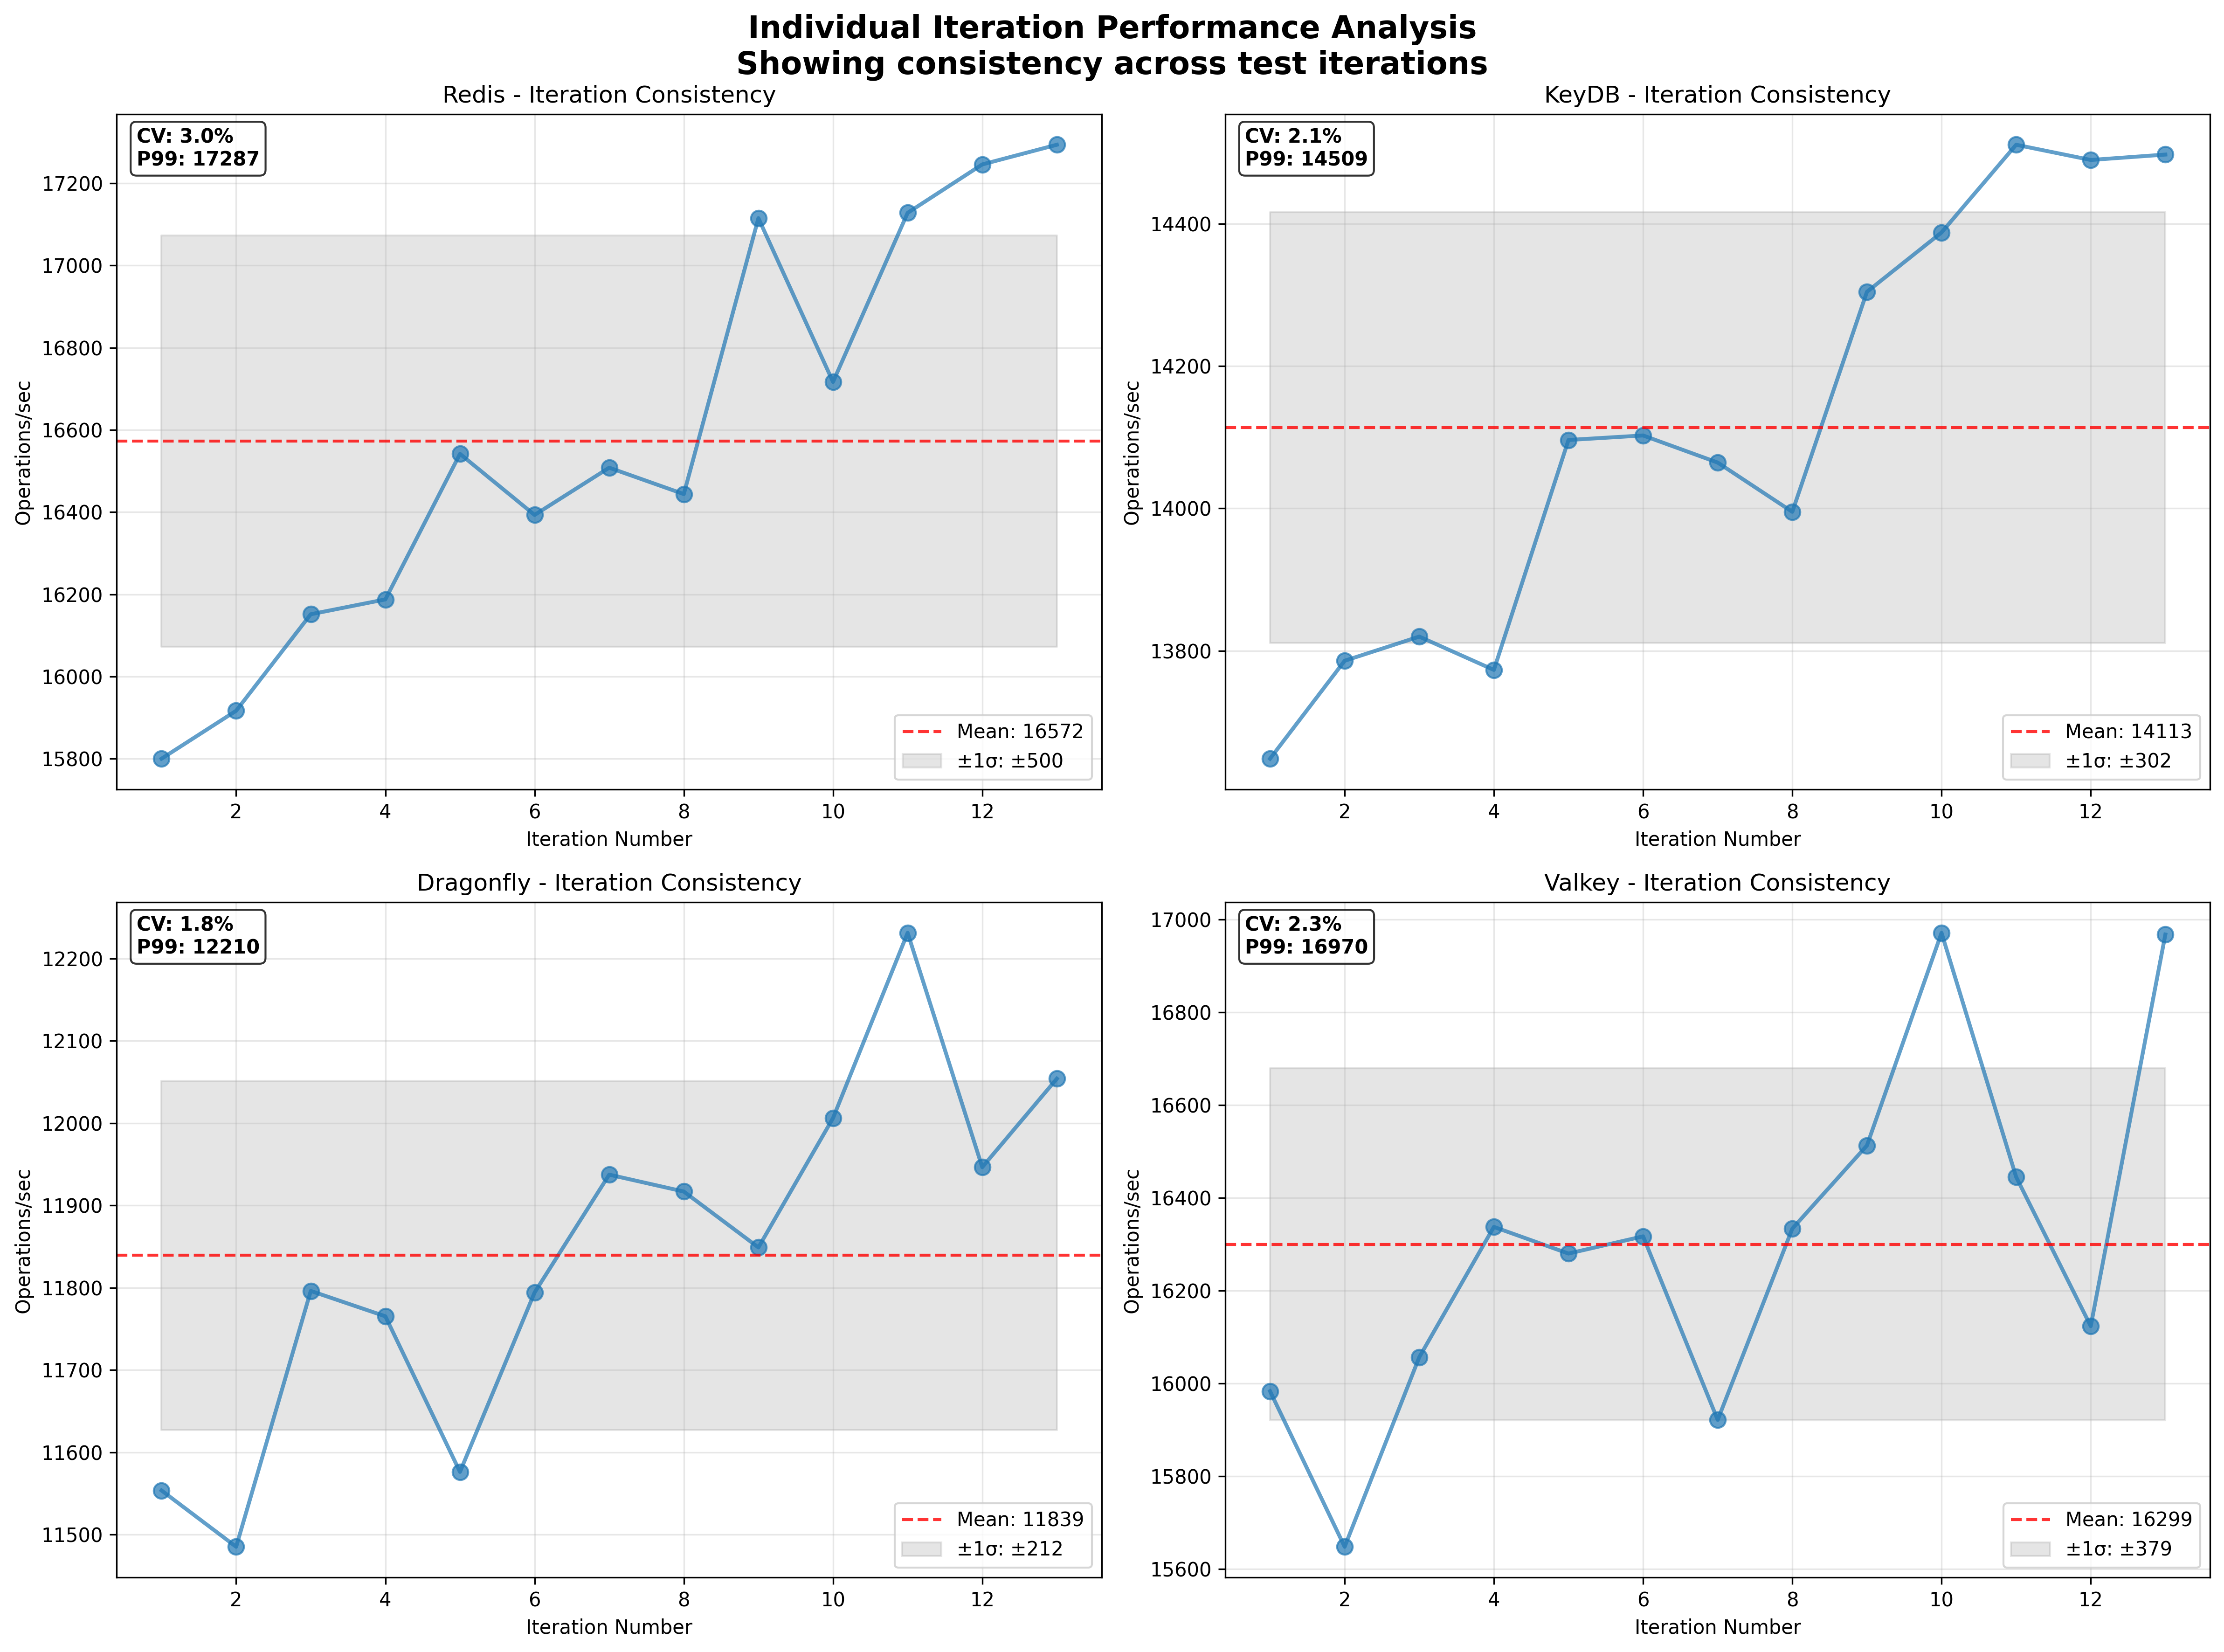 Individual Iteration Performance Analysis
Showing consistency across test iterations
Redis - Iteration Consistency
CV: 3.0%
P99: 17287
17200
17000
16800
16600
16400
16200
16000
15800
Operations/sec
Mean: 16572
±1σ: ±500
2 4 6 8 10 12
Iteration Number
KeyDB - Iteration Consistency
CV: 2.1%
P99: 14509
14400
14200
14000
13800
Operations/sec
Mean: 14113
±1σ: ±302
2 4 6 8 10 12
Iteration Number
Dragonfly - Iteration Consistency
CV: 1.8%
P99: 12210
12200
12100
12000
11900
11800
11700
11600
11500
Operations/sec
Mean: 11839
±1σ: ±212
2 4 6 8 10 12
Iteration Number
Valkey - Iteration Consistency
CV: 2.3%
P99: 16970
17000
16800
16600
16400
16200
16000
15800
15600
Operations/sec
Mean: 16299
±1σ: ±379
2 4 6 8 10 12
Iteration Number